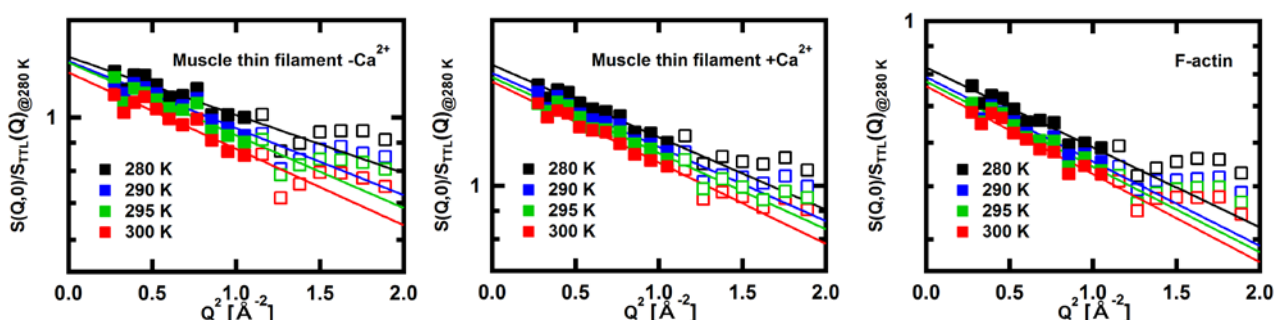 S(Q,0)/S_TTL(Q)_@280 K
1
Muscle thin filament -Ca²⁺
280 K
290 K
295 K
300 K
0.0 0.5 1.0 1.5 2.0
Q² [Å⁻²]
S(Q,0)/S_TTL(Q)_@280 K
1
Muscle thin filament +Ca²⁺
280 K
290 K
295 K
300 K
0.0 0.5 1.0 1.5 2.0
Q² [Å⁻²]
S(Q,0)/S_TTL(Q)_@280 K
1
F-actin
280 K
290 K
295 K
300 K
0.0 0.5 1.0 1.5 2.0
Q² [Å⁻²]